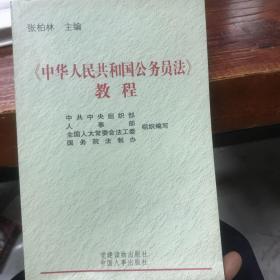 张柏林 主编
《中华人民共和国公务员法》
教程
中共中央组织部
人事部
全国人大常委会法工委
国务院法制办
组织编写
党建读物出版社
中国人事出版社